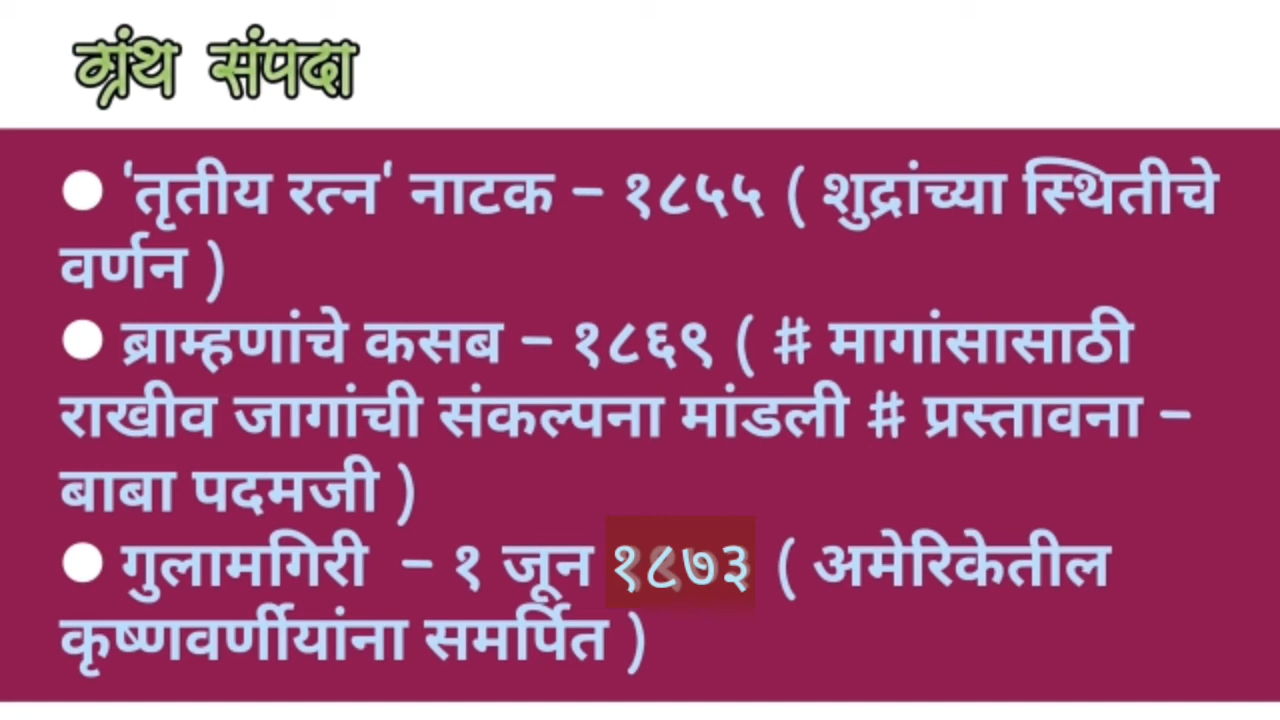 ग्रंथ संपदा
● 'तृतीय रत्न' नाटक – १८५५ ( शुद्रांच्या स्थितीचे
वर्णन )
● ब्राम्हणांचे कसब – १८६९ ( # मागांसासाठी
राखीव जागांची संकल्पना मांडली # प्रस्तावना –
बाबा पदमजी )
● गुलामगिरी – १ जून १८७३ ( अमेरिकेतील
कृष्णवर्णीयांना समर्पित )